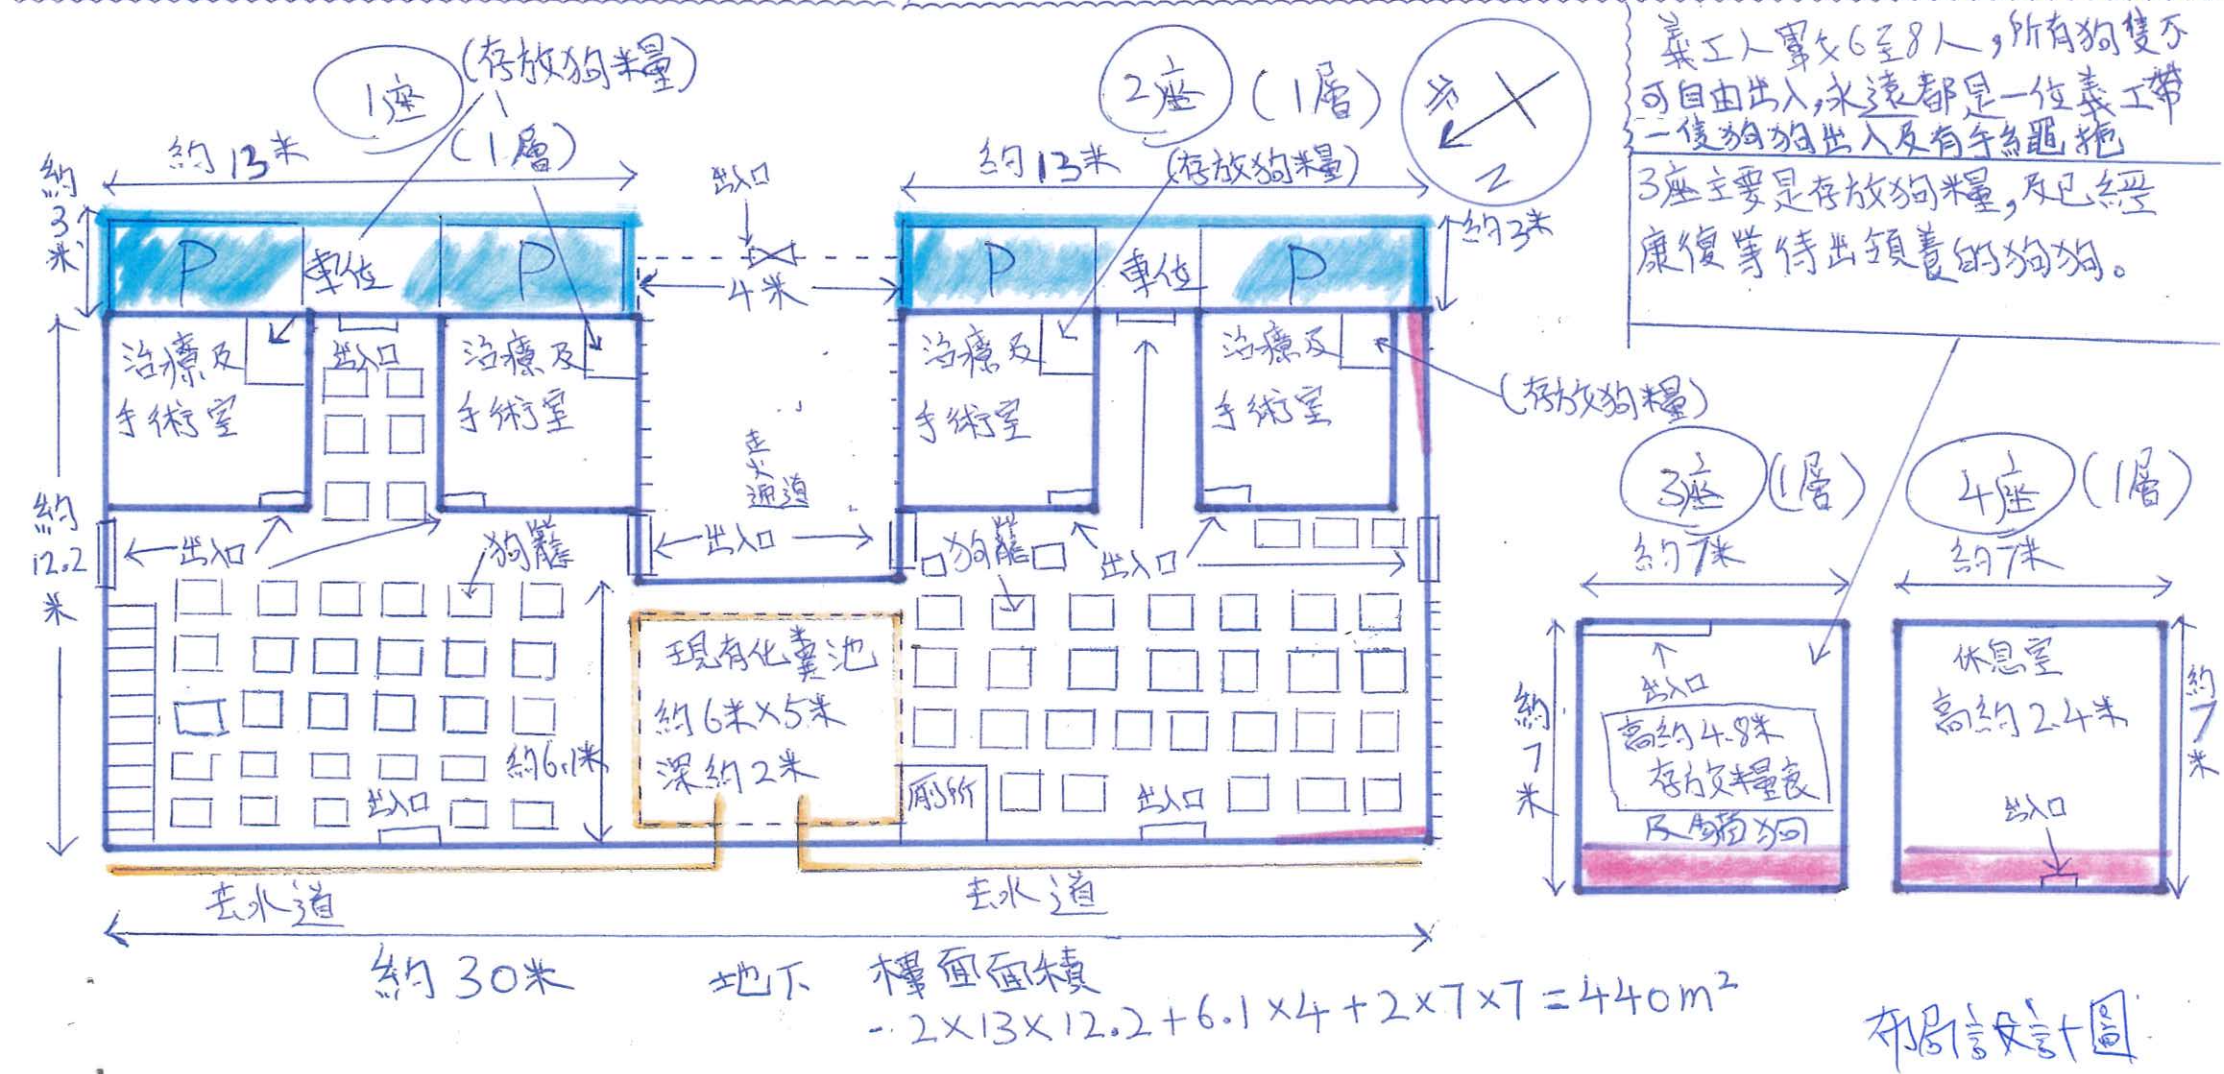 1座
(存放狗米糧)
(1層)
約13米
約3米
出入口
4米
2座
(1層)
約13米
(存放狗糧)
約3米
N
義工人軍約6至8人,所有狗隻不
可自由出入,永遠都是一位義工帶
一隻狗狗出入及有手繩拖
3座主要是存放狗糧,及已經
康復等待出領養的狗狗。
P
車位
P
P
車位
P
治療及
手術室
出入口
治療及
手術室
走火
通道
治療及
手術室
治療及
手術室
(存放狗糧)
約12.2米
出入口
狗籠
出入口
狗籠
出入口
現有化糞池
約6米×5米
深約2米
約6.1米
出入口
廁所
出入口
去水道
去水道
約30米
3座
(1層)
約7米
約7米
出入口
高約4.8米
存放米糧食
及貓狗
4座
(1層)
約7米
約7米
休息室
高約2.4米
出入口
地下 樓面面積
2×13×12.2+6.1×4+2×7×7=440m²
布局設計圖